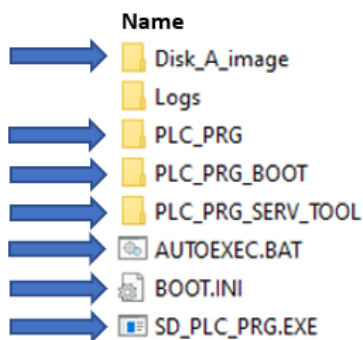 Name
Disk_A_image
Logs
PLC_PRG
PLC_PRG_BOOT
PLC_PRG_SERV_TOOL
AUTOEXEC.BAT
BOOT.INI
SD_PLC_PRG.EXE